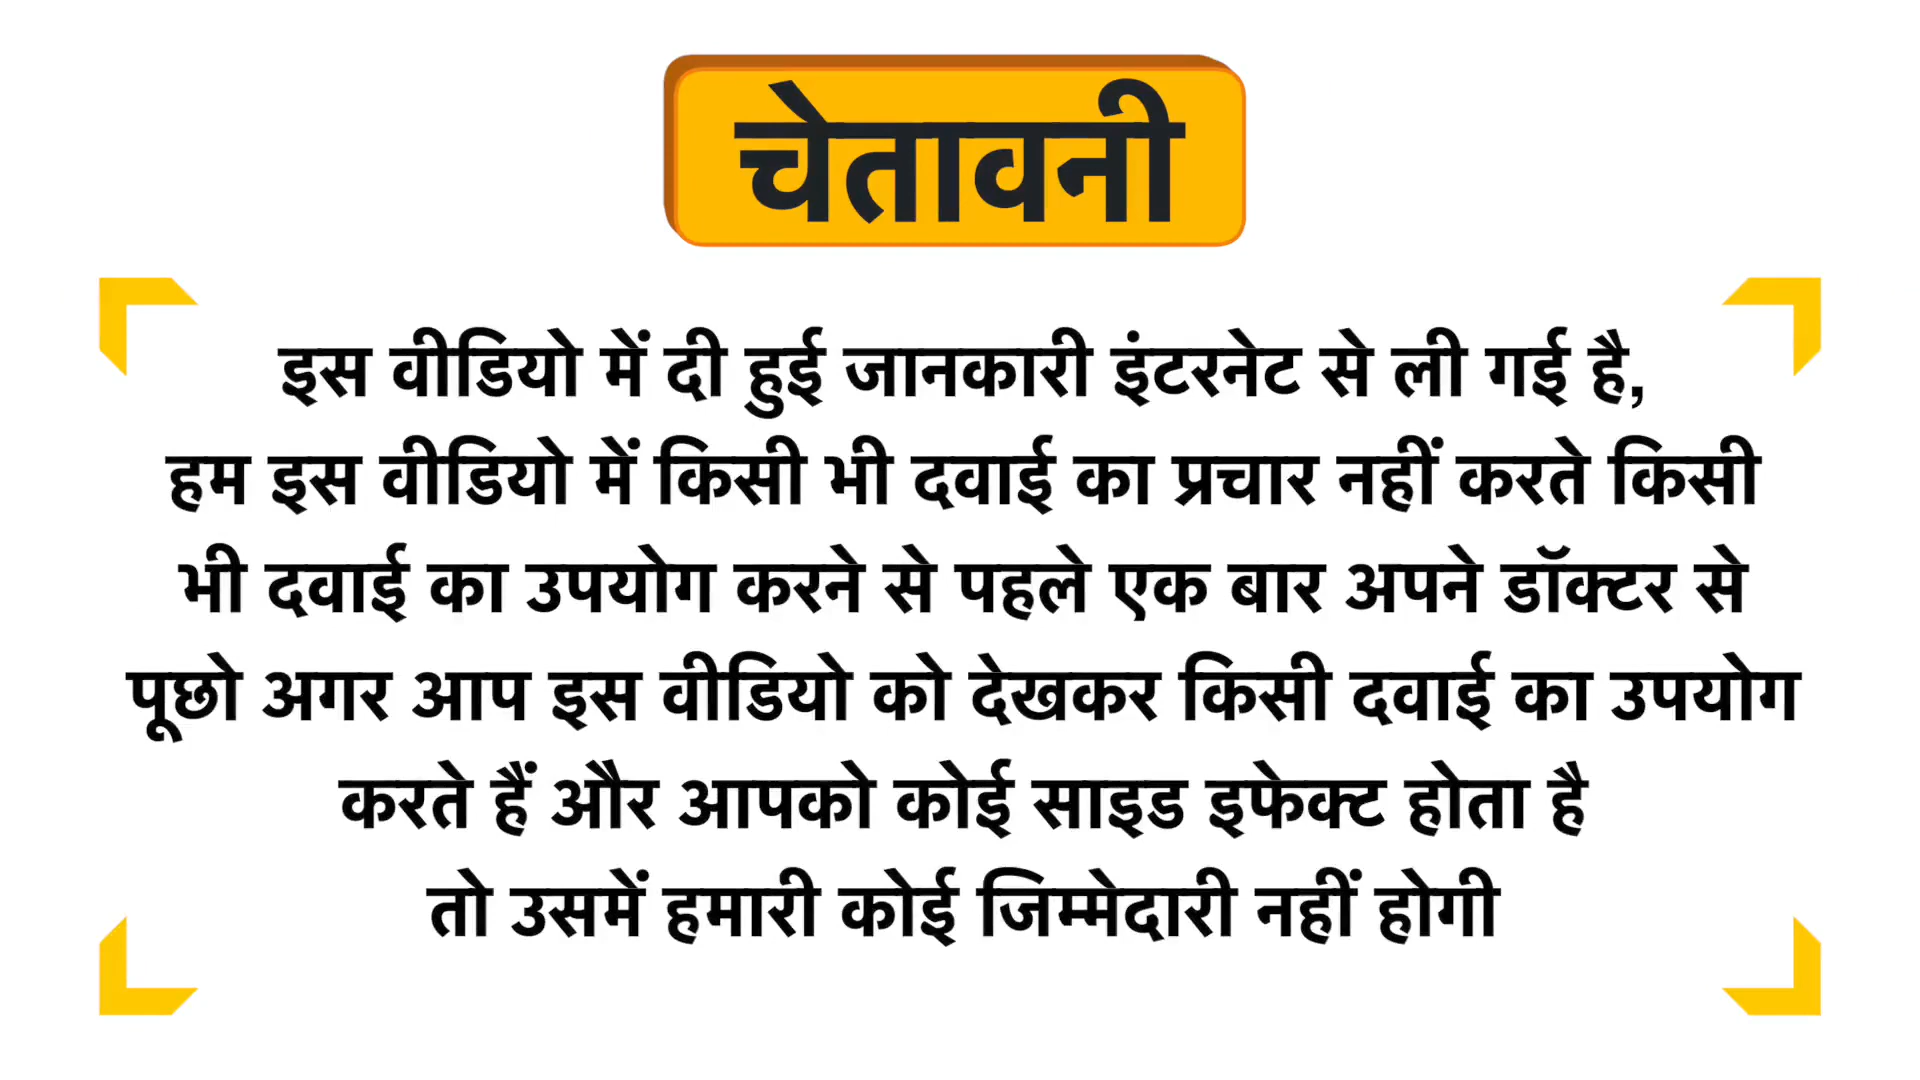 चेतावनी
इस वीडियो में दी हुई जानकारी इंटरनेट से ली गई है,
हम इस वीडियो में किसी भी दवाई का प्रचार नहीं करते किसी
भी दवाई का उपयोग करने से पहले एक बार अपने डॉक्टर से
पूछो अगर आप इस वीडियो को देखकर किसी दवाई का उपयोग
करते हैं और आपको कोई साइड इफेक्ट होता है
तो उसमें हमारी कोई जिम्मेदारी नहीं होगी